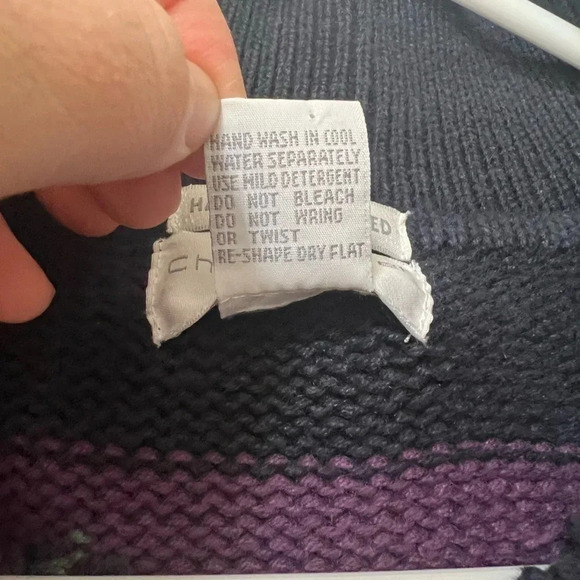 HAND WASH IN COOL
WATER SEPARATELY
USE MILD DETERGENT
DO NOT BLEACH
DO NOT WRING
OR TWIST
RE-SHAPE DRY FLAT